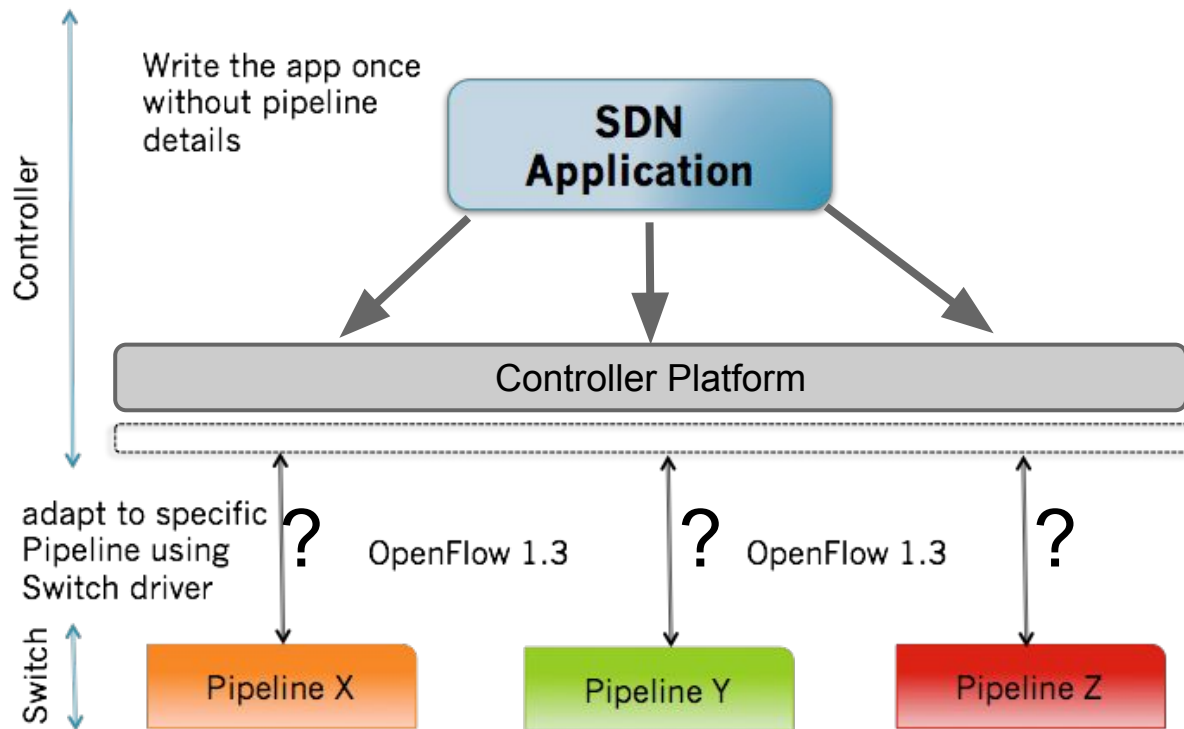 Write the app once
without pipeline
details
SDN
Application
Controller
Controller Platform
adapt to specific
Pipeline using
Switch driver
?
OpenFlow 1.3
?
OpenFlow 1.3
?
Switch
Pipeline X
Pipeline Y
Pipeline Z